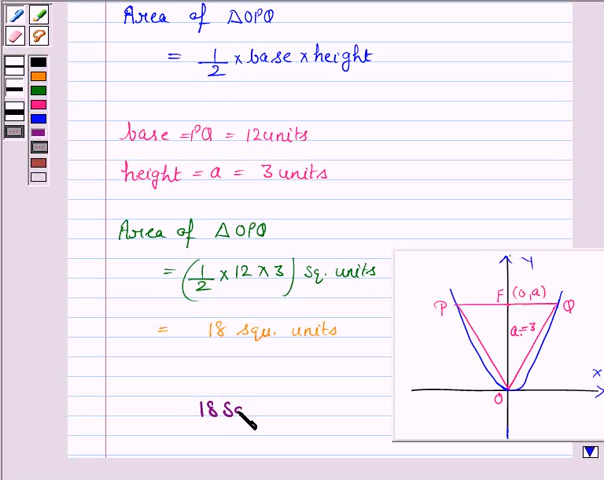 Area of ΔOPQ
= 1/2 × base × height
base = PQ = 12 units
height = a = 3 units
Area of ΔOPQ
= (1/2 × 12 × 3) sq. units
= 18 squ. units
18 Sq
Y
P F (0,a) Q
a=3
X
O